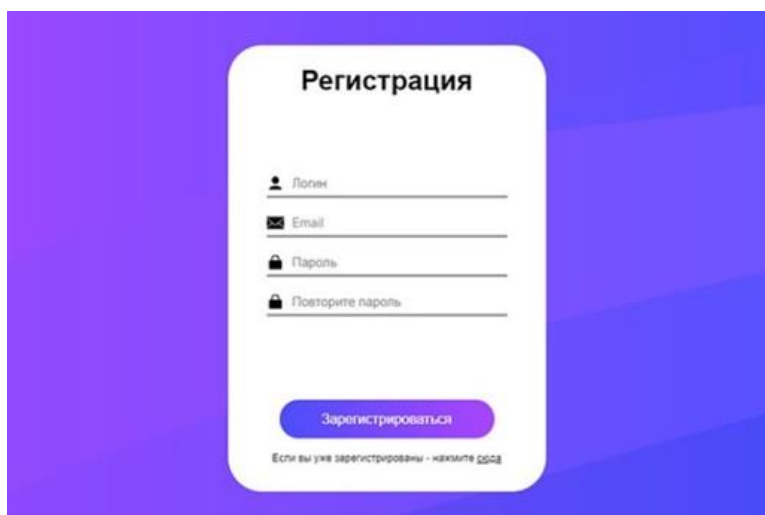 Регистрация
Логин
Email
Пароль
Повторите пароль
Зарегистрироваться
Если вы уже зарегистрированы - нажмите сюда